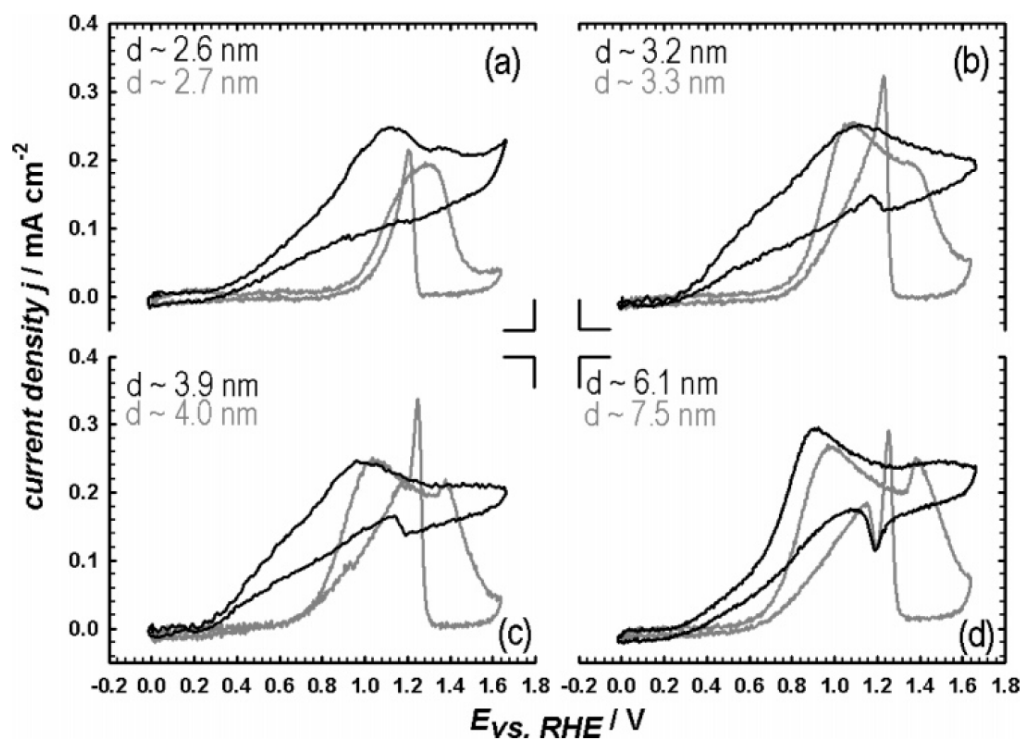 0.4
0.3
0.2
0.1
0.0
d ~ 2.6 nm
d ~ 2.7 nm
(a)
d ~ 3.2 nm
d ~ 3.3 nm
(b)
0.4
0.3
0.2
0.1
0.0
d ~ 3.9 nm
d ~ 4.0 nm
(c)
d ~ 6.1 nm
d ~ 7.5 nm
(d)
-0.2 0.0 0.2 0.4 0.6 0.8 1.0 1.2 1.4 1.6 1.8
-0.2 0.0 0.2 0.4 0.6 0.8 1.0 1.2 1.4 1.6 1.8
current density j / mA cm-2
E vs. RHE / V